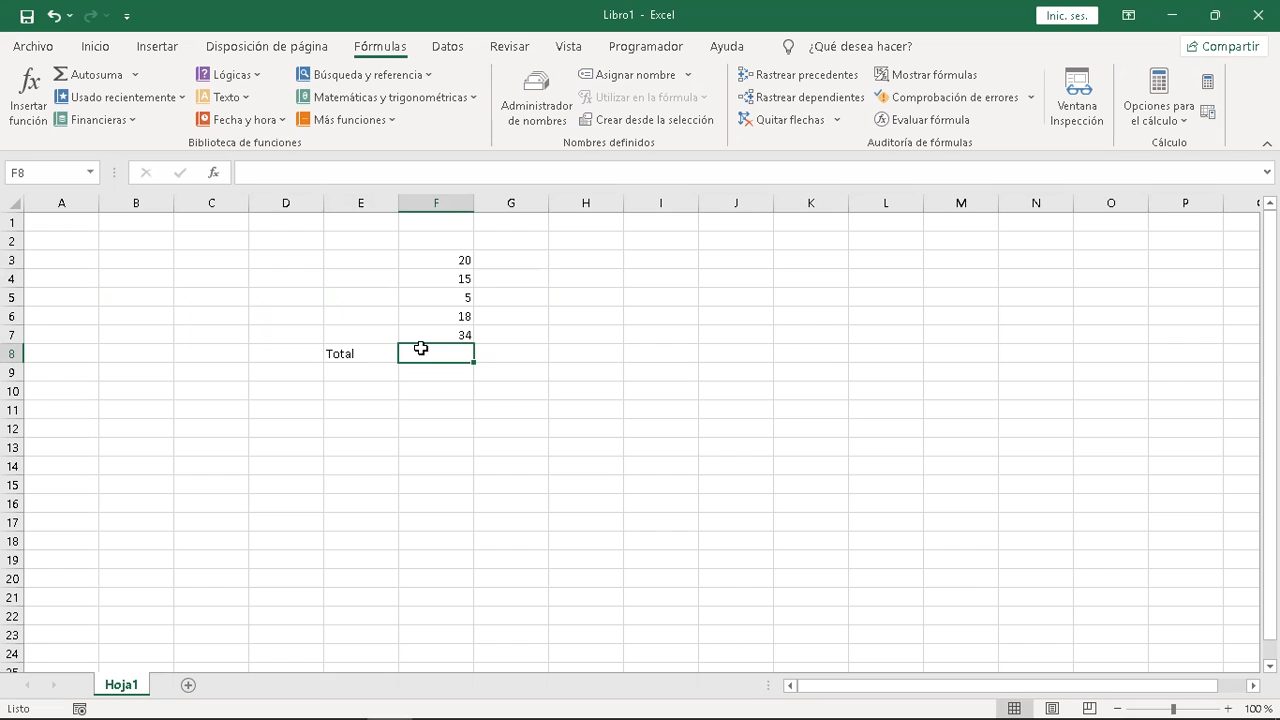 Libro1 - Excel
Inic. ses.
Archivo Inicio Insertar Disposición de página Fórmulas Datos Revisar Vista Programador Ayuda ¿Qué desea hacer? Compartir
fx Insertar función
Autosuma
Usado recientemente
Financieras
Lógicas
Texto
Fecha y hora
Búsqueda y referencia
Matemáticas y trigonométricas
Más funciones
Biblioteca de funciones
Administrador de nombres
Asignar nombre
Utilizar en la fórmula
Crear desde la selección
Nombres definidos
Rastrear precedentes
Rastrear dependientes
Quitar flechas
Mostrar fórmulas
Comprobación de errores
Evaluar fórmula
Auditoría de fórmulas
Ventana Inspección
Opciones para el cálculo
Cálculo
F8 fx
A B C D E F G H I J K L M N O P
1
2
3 20
4 15
5 5
6 18
7 34
8 Total
9
10
11
12
13
14
15
16
17
18
19
20
21
22
23
24
Hoja1
Listo 100 %